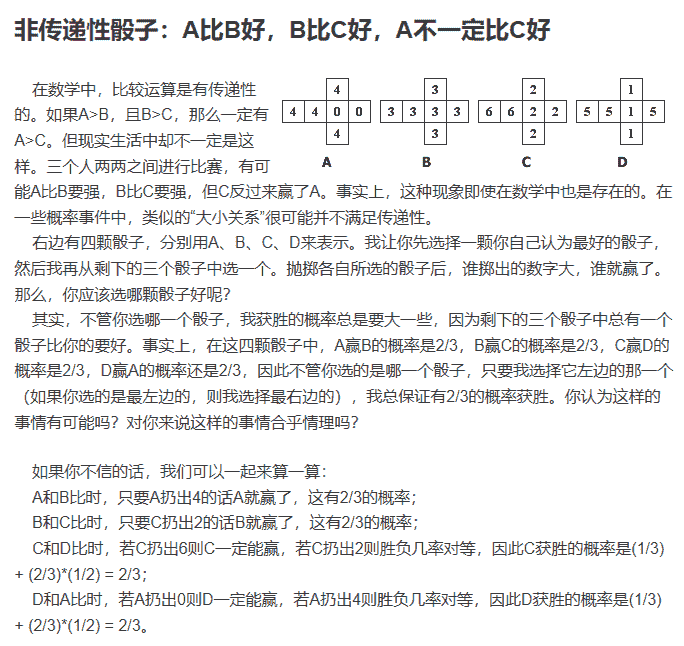 非传递性骰子：A比B好，B比C好，A不一定比C好
在数学中，比较运算是有传递性
的。如果A>B，且B>C，那么一定有
A>C。但现实生活中却不一定是这
样。三个人两两之间进行比赛，有可
4
4 4 0 0
4
A
3
3 3 3 3
3
B
2
6 6 2 2
2
C
1
5 5 1 5
1
D
能A比B要强，B比C要强，但C反过来赢了A。事实上，这种现象即使在数学中也是存在的。在
一些概率事件中，类似的“大小关系”很可能并不满足传递性。
右边有四颗骰子，分别用A、B、C、D来表示。我让你先选择一颗你自己认为最好的骰子，
然后我再从剩下的三个骰子中选一个。抛掷各自所选的骰子后，谁掷出的数字大，谁就赢了。
那么，你应该选哪颗骰子好呢？
其实，不管你选哪一个骰子，我获胜的概率总是要大一些，因为剩下的三个骰子中总有一个
骰子比你的要好。事实上，在这四颗骰子中，A赢B的概率是2/3，B赢C的概率是2/3，C赢D的
概率是2/3，D赢A的概率还是2/3，因此不管你选的是哪一个骰子，只要我选择它左边的那一个
（如果你选的是最左边的，则我选择最右边的），我总保证有2/3的概率获胜。你认为这样的
事情有可能吗？对你来说这样的事情合乎情理吗？
如果你不信的话，我们可以一起来算一算：
A和B比时，只要A扔出4的话A就赢了，这有2/3的概率；
B和C比时，只要C扔出2的话B就赢了，这有2/3的概率；
C和D比时，若C扔出6则C一定能赢，若C扔出2则胜负几率对等，因此C获胜的概率是(1/3)
+ (2/3)*(1/2) = 2/3；
D和A比时，若A扔出0则D一定能赢，若A扔出4则胜负几率对等，因此D获胜的概率是(1/3)
+ (2/3)*(1/2) = 2/3。